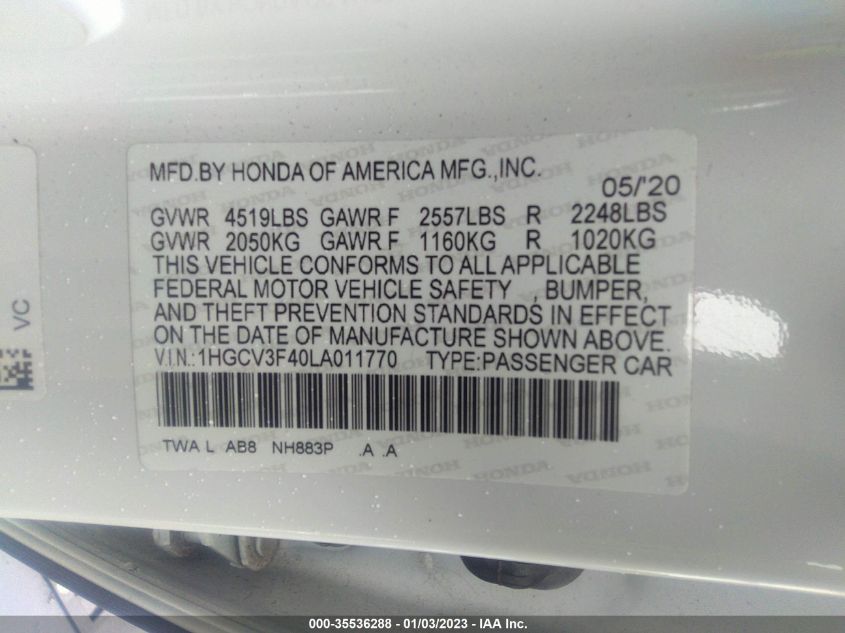 MFD.BY HONDA OF AMERICA MFG.,INC.
05/'20
GVWR 4519LBS GAWR F 2557LBS R 2248LBS
GVWR 2050KG GAWR F 1160KG R 1020KG
THIS VEHICLE CONFORMS TO ALL APPLICABLE
FEDERAL MOTOR VEHICLE SAFETY , BUMPER,
AND THEFT PREVENTION STANDARDS IN EFFECT
ON THE DATE OF MANUFACTURE SHOWN ABOVE.
V.I.N.:1HGCV3F40LA011770 TYPE:PASSENGER CAR
TWA L AB8 NH883P .A .A
VC
000-35536288 - 01/03/2023 - IAA Inc.